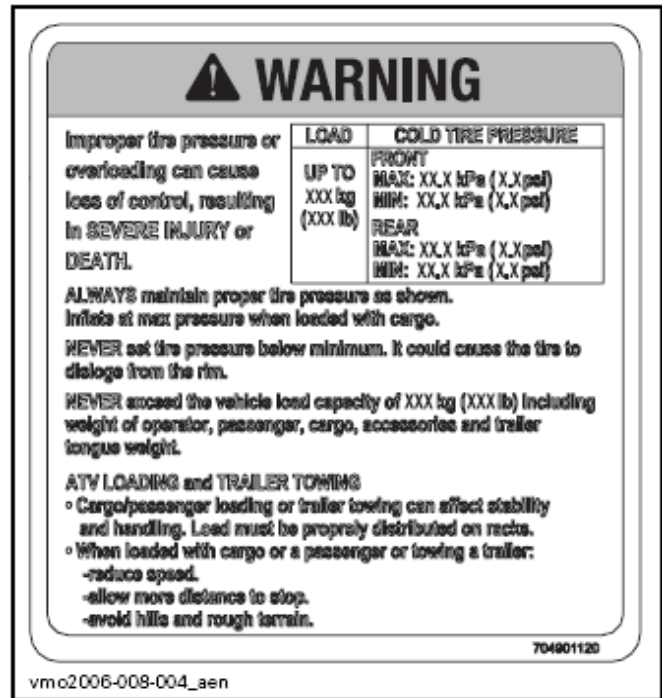 WARNING
Improper tire pressure or
overloading can cause
loss of control, resulting
in SEVERE INJURY or
DEATH.
LOAD COLD TIRE PRESSURE
UP TO
XXX kg
(XXX lb)
FRONT
MAX: XX.X kPa (X.Xpsi)
MIN: XX.X kPa (X.Xpsi)
REAR
MAX: XX.X kPa (X.Xpsi)
MIN: XX.X kPa (X.Xpsi)
ALWAYS maintain proper tire pressure as shown.
Inflate at max pressure when loaded with cargo.
NEVER set tire pressure below minimum. It could cause the tire to
disloge from the rim.
NEVER exceed the vehicle load capacity of XXX kg (XXX lb) including
weight of operator, passenger, cargo, accessories and trailer
tongue weight.
ATV LOADING and TRAILER TOWING
° Cargo/passenger loading or trailer towing can affect stability
and handling. Load must be propraly distributed on racks.
° When loaded with cargo or a passenger or towing a trailer:
-reduce speed.
-allow more distance to stop.
-avoid hills and rough terrain.
704901120
vmo2006-008-004_aen